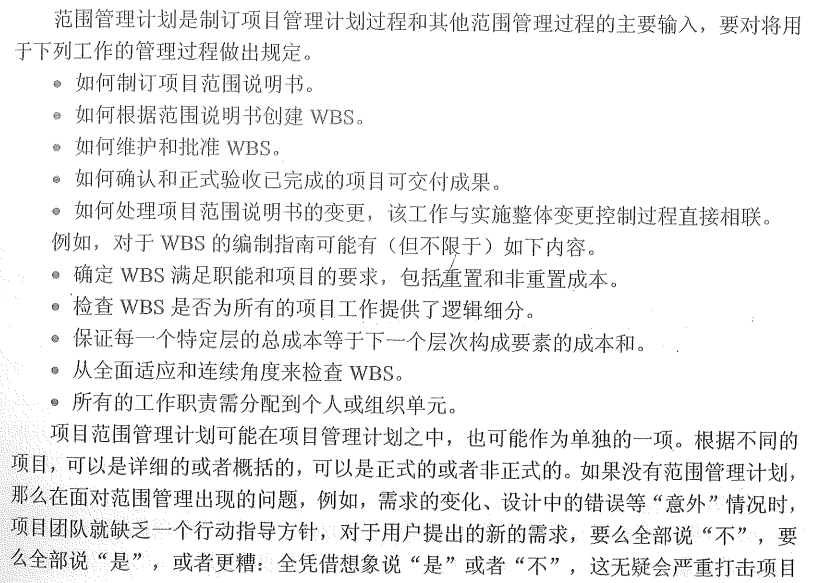 范围管理计划是制订项目管理计划过程和其他范围管理过程的主要输入，要对将用
于下列工作的管理过程做出规定。
● 如何制订项目范围说明书。
● 如何根据范围说明书创建 WBS。
● 如何维护和批准 WBS。
● 如何确认和正式验收已完成的项目可交付成果。
● 如何处理项目范围说明书的变更，该工作与实施整体变更控制过程直接相联。
例如，对于 WBS 的编制指南可能有（但不限于）如下内容。
● 确定 WBS 满足职能和项目的要求，包括重置和非重置成本。
● 检查 WBS 是否为所有的项目工作提供了逻辑细分。
● 保证每一个特定层的总成本等于下一个层次构成要素的成本和。
● 从全面适应和连续角度来检查 WBS。
● 所有的工作职责需分配到个人或组织单元。
项目范围管理计划可能在项目管理计划之中，也可能作为单独的一项。根据不同的
项目，可以是详细的或者概括的，可以是正式的或者非正式的。如果没有范围管理计划，
那么在面对范围管理出现的问题，例如，需求的变化、设计中的错误等“意外”情况时，
项目团队就缺乏一个行动指导方针，对于用户提出的新的需求，要么全部说“不”，要
么全部说“是”，或者更糟：全凭借想象说“是”或者“不”，这无疑会严重打击项目